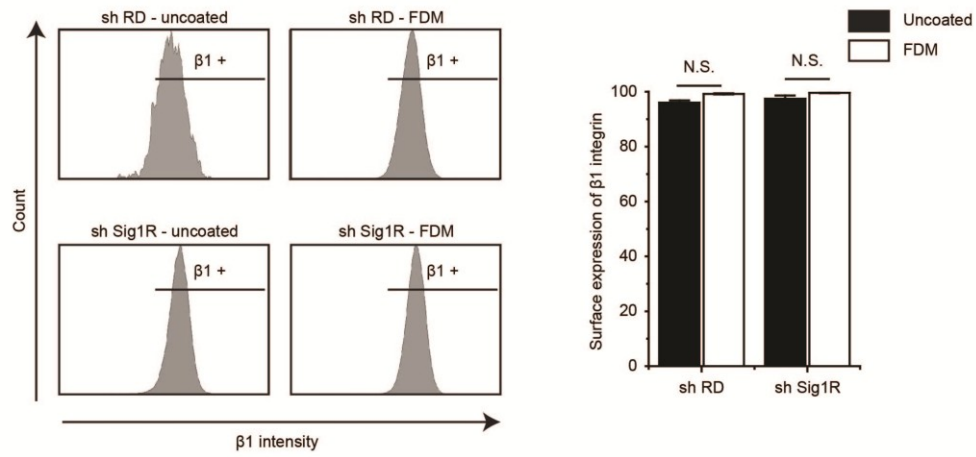 sh RD - uncoated
sh RD - FDM
β1 +
β1 +
sh Sig1R - uncoated
sh Sig1R - FDM
β1 +
β1 +
Count
β1 intensity
Uncoated
FDM
N.S.
N.S.
Surface expression of β1 integrin
100
80
60
40
20
0
sh RD
sh Sig1R